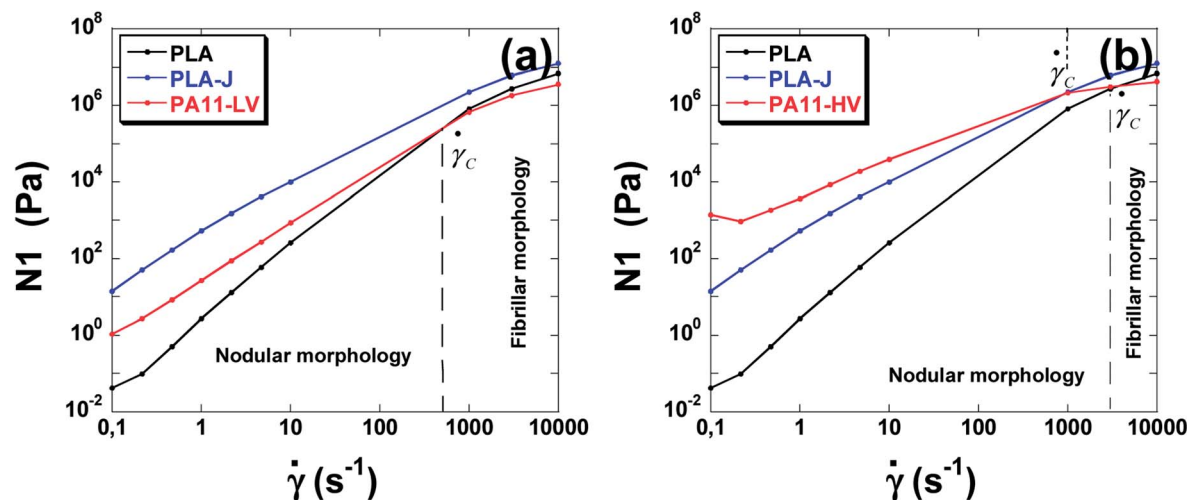 (a)
PLA
PLA-J
PA11-LV
N1 (Pa)
10^8
10^6
10^4
10^2
10^0
10^-2
γ̇_C
Nodular morphology
Fibrillar morphology
0,1 1 10 100 1000 10000
γ̇ (s^-1)
(b)
PLA
PLA-J
PA11-HV
N1 (Pa)
10^8
10^6
10^4
10^2
10^0
10^-2
γ̇_C
γ̇_C
Nodular morphology
Fibrillar morphology
0,1 1 10 100 1000 10000
γ̇ (s^-1)